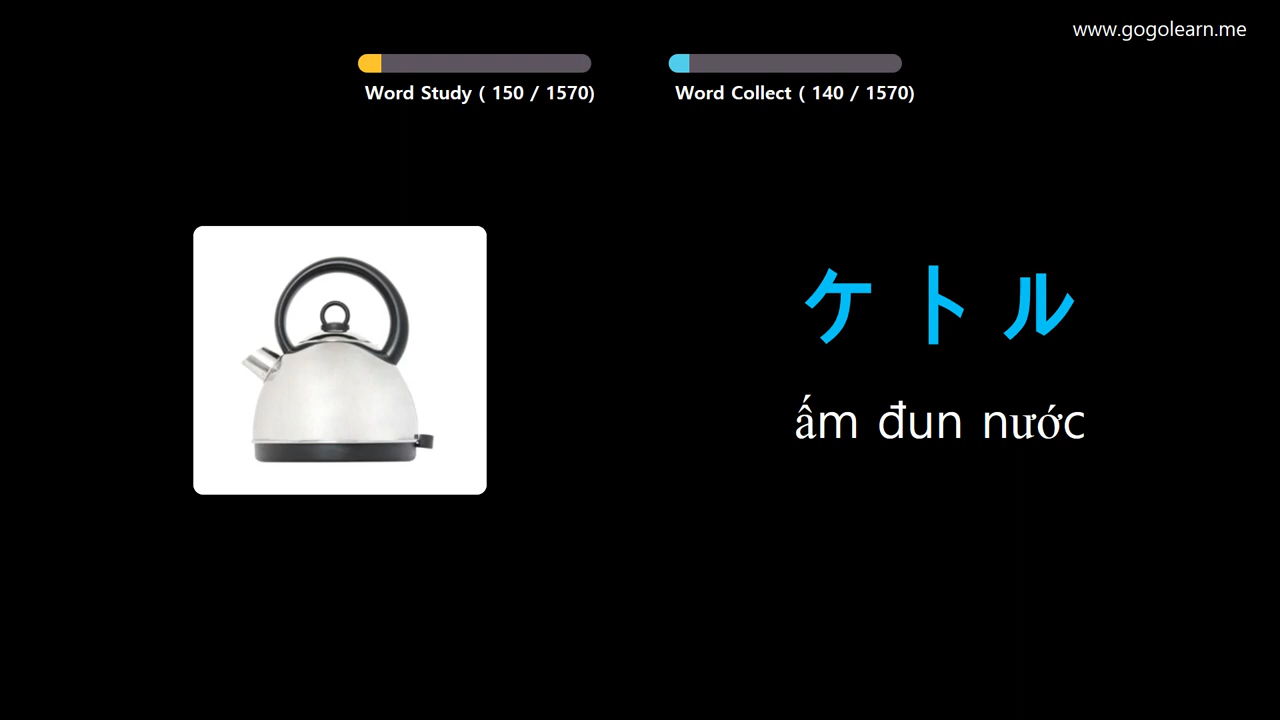 www.gogolearn.me
Word Study ( 150 / 1570)
Word Collect ( 140 / 1570)
ケトル
ấm đun nước